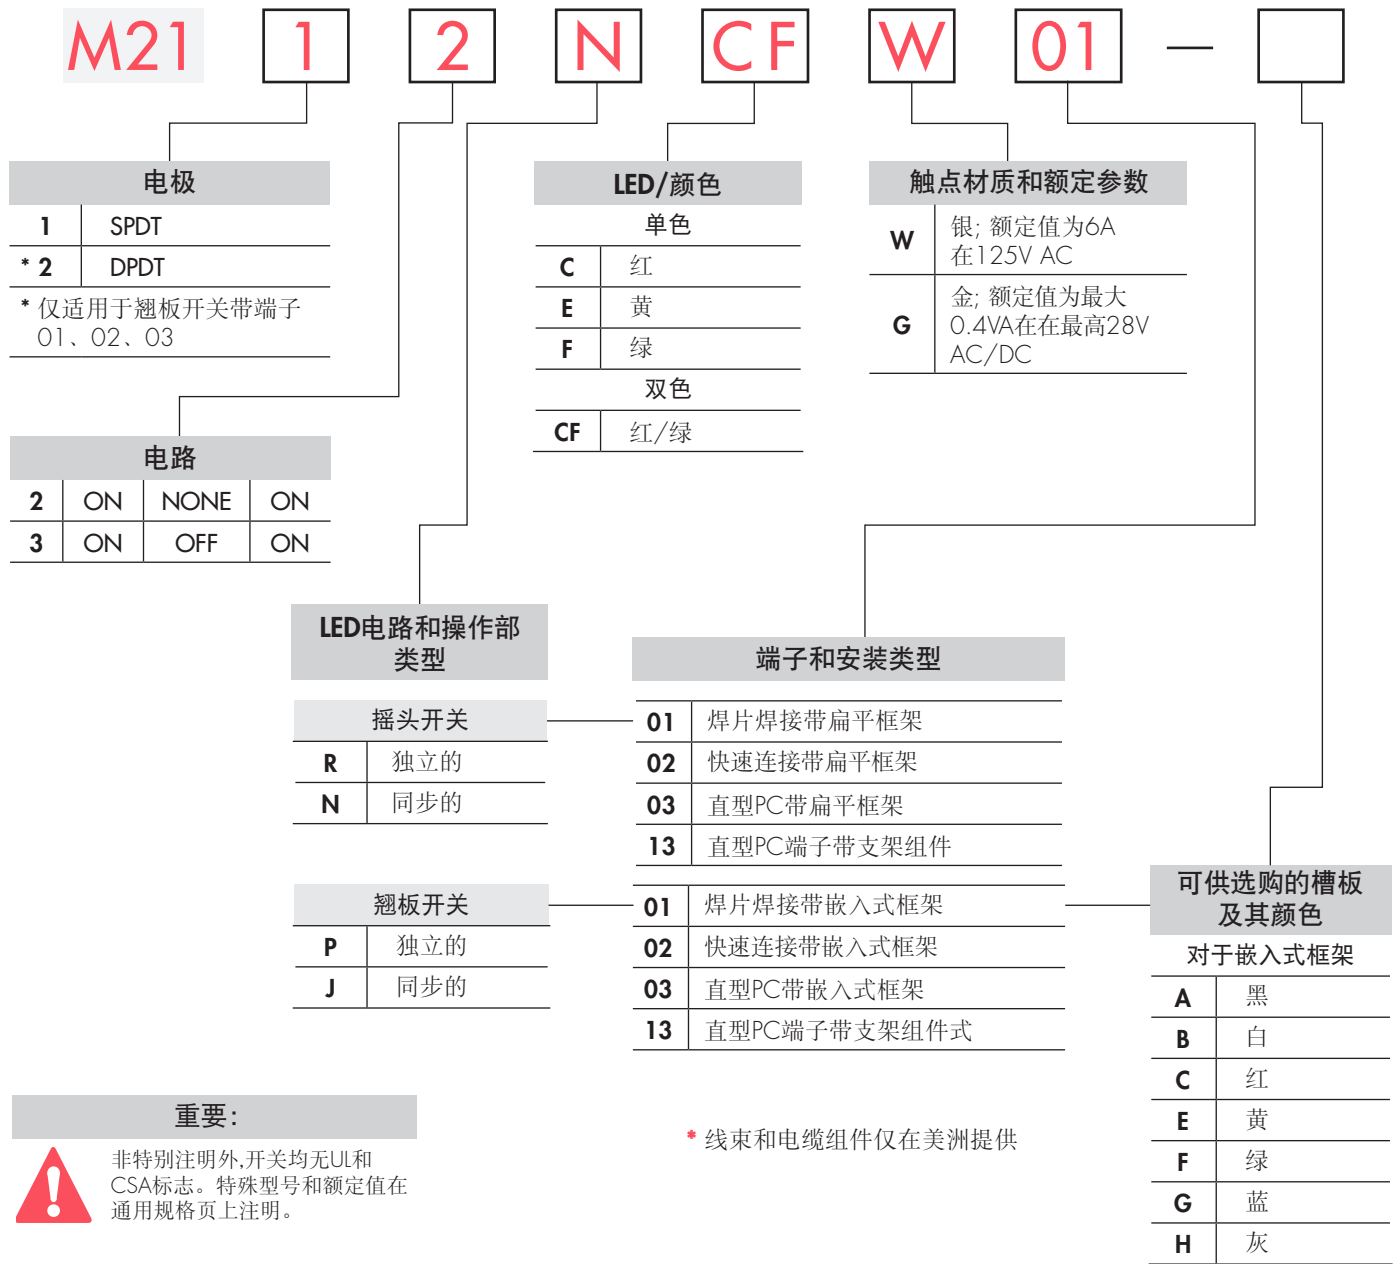 M21 1 2 N CF W 01 —
电极
1 SPDT
* 2 DPDT
* 仅适用于翘板开关带端子
01、02、03
LED/颜色
单色
C 红
E 黄
F 绿
双色
CF 红/绿
触点材质和额定参数
W 银; 额定值为6A
在125V AC
G 金; 额定值为最大
0.4VA在在最高28V
AC/DC
电路
2 ON NONE ON
3 ON OFF ON
LED电路和操作部
类型
摇头开关
R 独立的
N 同步的
翘板开关
P 独立的
J 同步的
端子和安装类型
01 焊片焊接带扁平框架
02 快速连接带扁平框架
03 直型PC带扁平框架
13 直型PC端子带支架组件
01 焊片焊接带嵌入式框架
02 快速连接带嵌入式框架
03 直型PC带嵌入式框架
13 直型PC端子带支架组件式
可供选购的槽板
及其颜色
对于嵌入式框架
A 黑
B 白
C 红
E 黄
F 绿
G 蓝
H 灰
重要:
非特别注明外,开关均无UL和
CSA标志。特殊型号和额定值在
通用规格页上注明。
* 线束和电缆组件仅在美洲提供